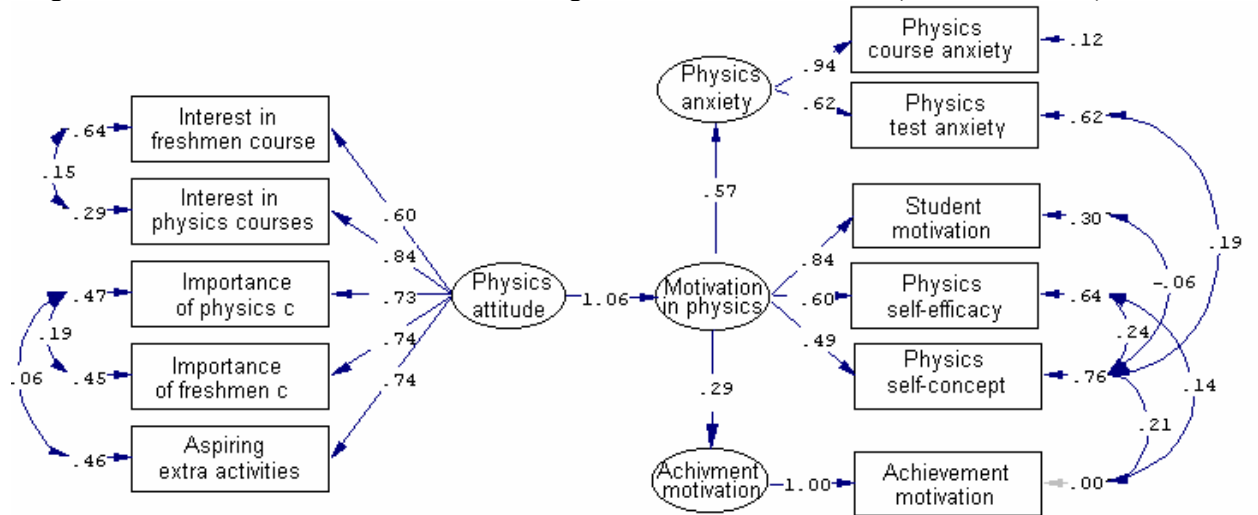 Physics
course anxiety
.12
.94
Physics
anxiety
.62
Physics
test anxiety
.62
Interest in
freshmen course
.64
.15
.60
.57
Interest in
physics courses
.29
.84
Student
motivation
.30
.19
.84
-.06
Importance
of physics c
.47
.73
Physics
attitude
1.06
Motivation
in physics
.60
Physics
self-efficacy
.64
.24
.19
.74
.49
Importance
of freshmen c
.45
.06
.74
.29
Physics
self-concept
.76
.14
.21
Aspiring
extra activities
.46
Achivment
motivation
1.00
Achievement
motivation
.00